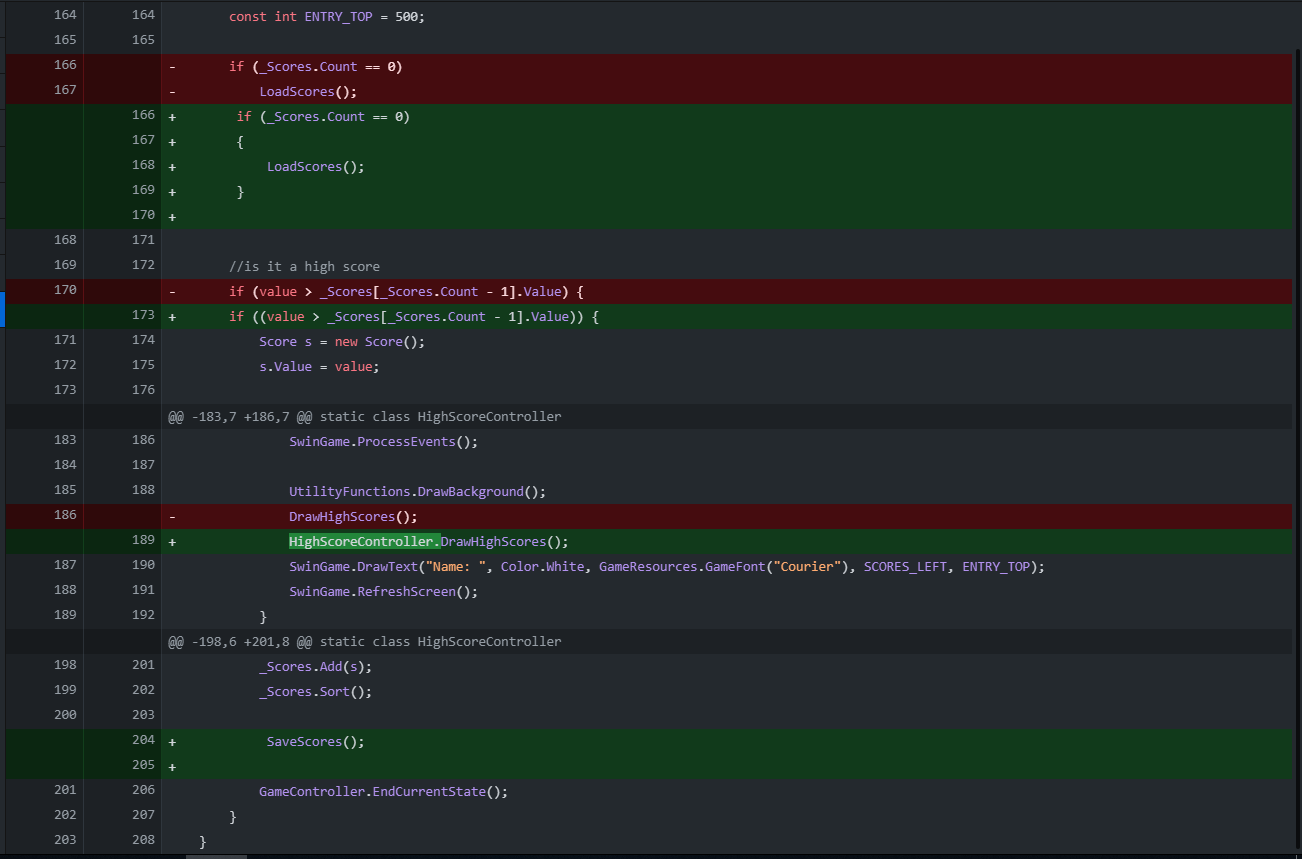 164 164 const int ENTRY_TOP = 500;
165 165
166 - if (_Scores.Count == 0)
167 - LoadScores();
166 + if (_Scores.Count == 0)
167 + {
168 + LoadScores();
169 + }
170 +
168 171
169 172 //is it a high score
170 - if (value > _Scores[_Scores.Count - 1].Value) {
173 + if ((value > _Scores[_Scores.Count - 1].Value)) {
171 174 Score s = new Score();
172 175 s.Value = value;
173 176
@@ -183,7 +186,7 @@ static class HighScoreController
183 186 SwinGame.ProcessEvents();
184 187
185 188 UtilityFunctions.DrawBackground();
186 - DrawHighScores();
189 + HighScoreController.DrawHighScores();
187 190 SwinGame.DrawText("Name: ", Color.White, GameResources.GameFont("Courier"), SCORES_LEFT, ENTRY_TOP);
188 191 SwinGame.RefreshScreen();
189 192 }
@@ -198,6 +201,8 @@ static class HighScoreController
198 201 _Scores.Add(s);
199 202 _Scores.Sort();
200 203
204 + SaveScores();
205 +
201 206 GameController.EndCurrentState();
202 207 }
203 208 }